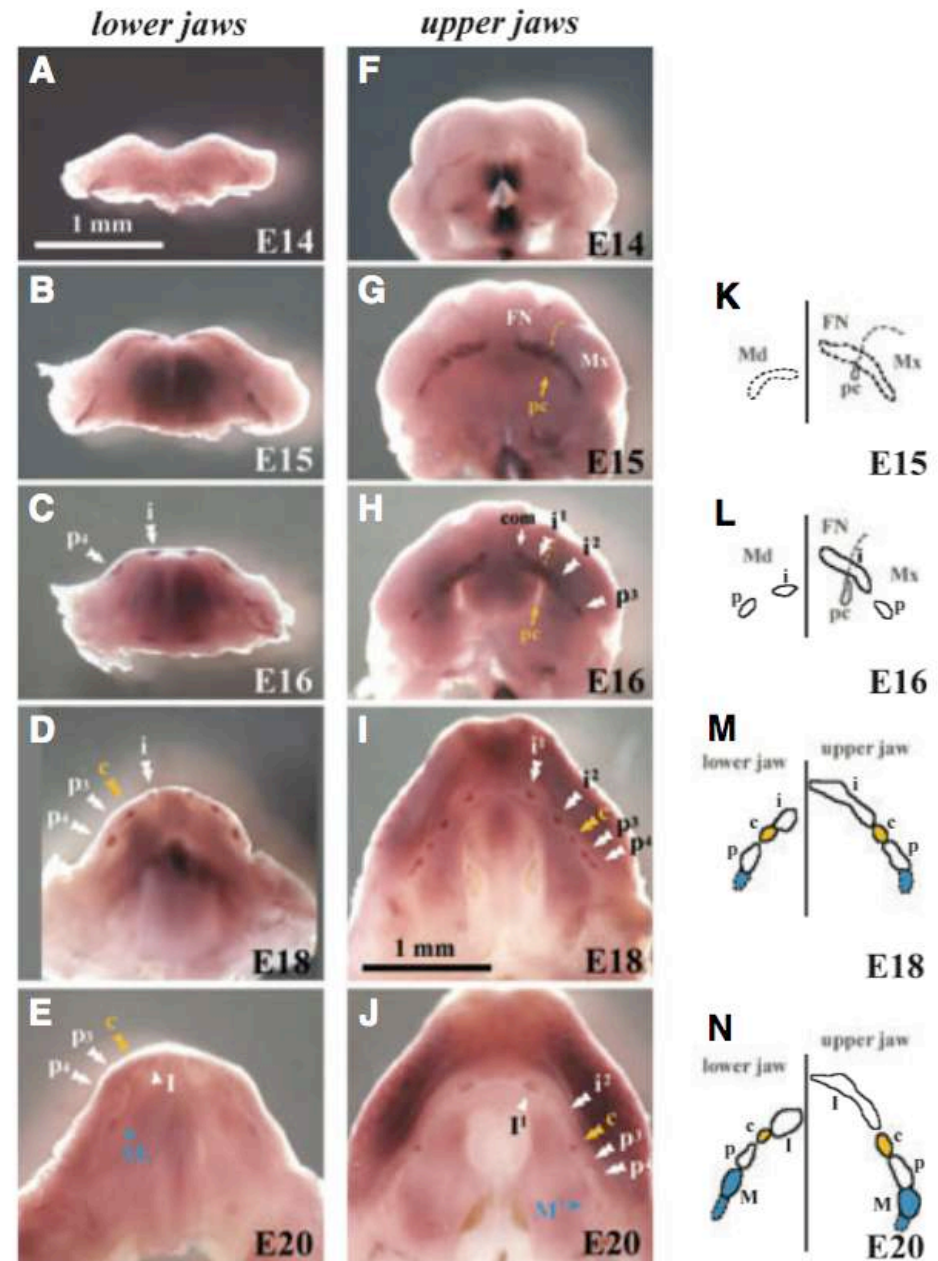 lower jaws
upper jaws
A
1 mm
E14
F
E14
B
E15
G
FN
Mx
pc
E15
K
Md
FN
Mx
pc
E15
C
i
p4
E16
H
com
i1
i2
p3
pc
E16
L
FN
Md
i
i
Mx
p
pc
p
E16
D
i
c
p3
p4
E18
I
i1
i2
c
p3
p4
1 mm
E18
M
lower jaw
upper jaw
i
i
c
c
p
p
E18
E
c
p3
p4
I
E20
J
i2
c
I1
p3
M
E20
N
lower jaw
upper jaw
I
c
I
c
p
p
M
M
E20